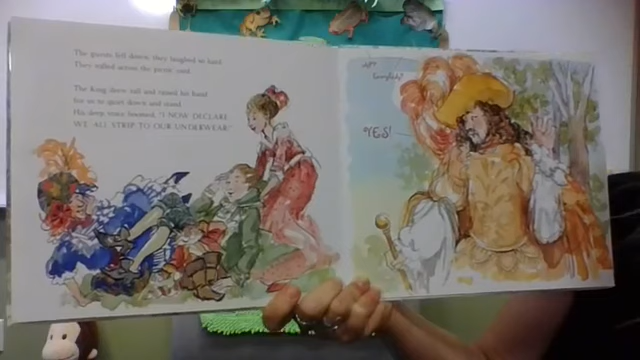 The guests fell down, they laughed so hard
They rolled across the picnic yard.
The King drew tall and raised his hand
for us to quiet down and stand.
His deep voice boomed, "I NOW DECLARE
WE ALL STRIP TO OUR UNDERWEAR!"
Everybody?
YES!